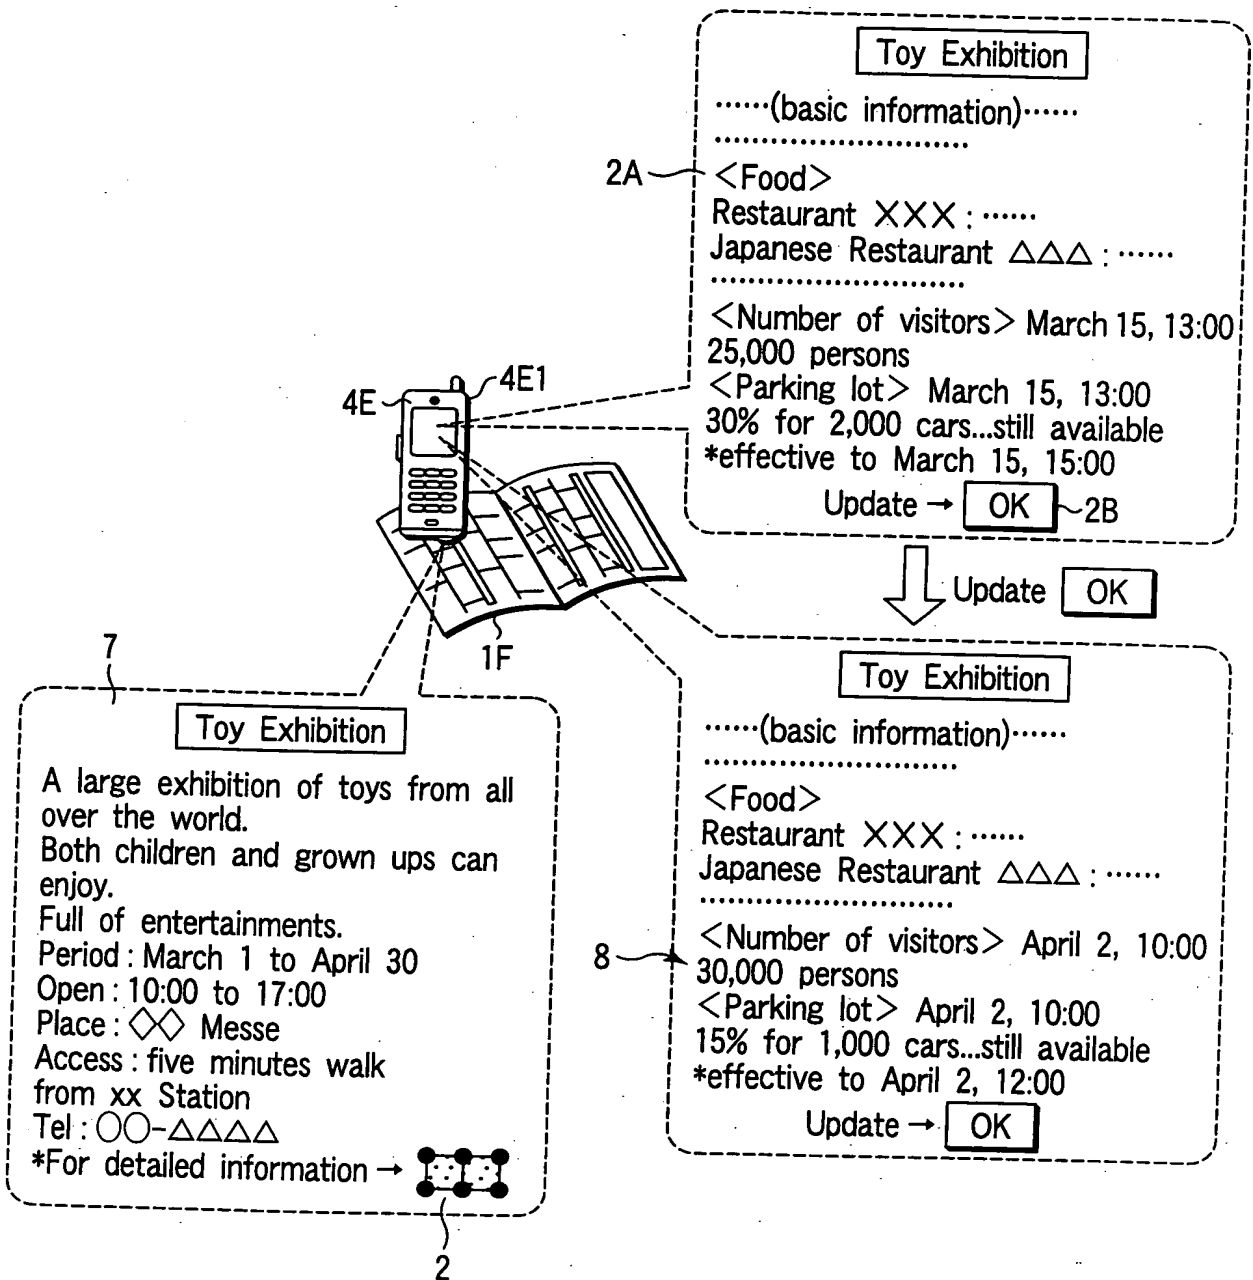 Toy Exhibition
······(basic information)······
··························
2A
<Food>
Restaurant XXX : ······
Japanese Restaurant △△△ : ······
··························
<Number of visitors> March 15, 13:00
25,000 persons
<Parking lot> March 15, 13:00
30% for 2,000 cars...still available
*effective to March 15, 15:00
Update → OK
2B
Update OK
4E
4E1
1F
7
Toy Exhibition
A large exhibition of toys from all
over the world.
Both children and grown ups can
enjoy.
Full of entertainments.
Period : March 1 to April 30
Open : 10:00 to 17:00
Place : ◇◇ Messe
Access : five minutes walk
from xx Station
Tel : ○○-△△△△
*For detailed information →
2
Toy Exhibition
······(basic information)······
··························
<Food>
Restaurant XXX : ······
Japanese Restaurant △△△ : ······
··························
8
<Number of visitors> April 2, 10:00
30,000 persons
<Parking lot> April 2, 10:00
15% for 1,000 cars...still available
*effective to April 2, 12:00
Update → OK